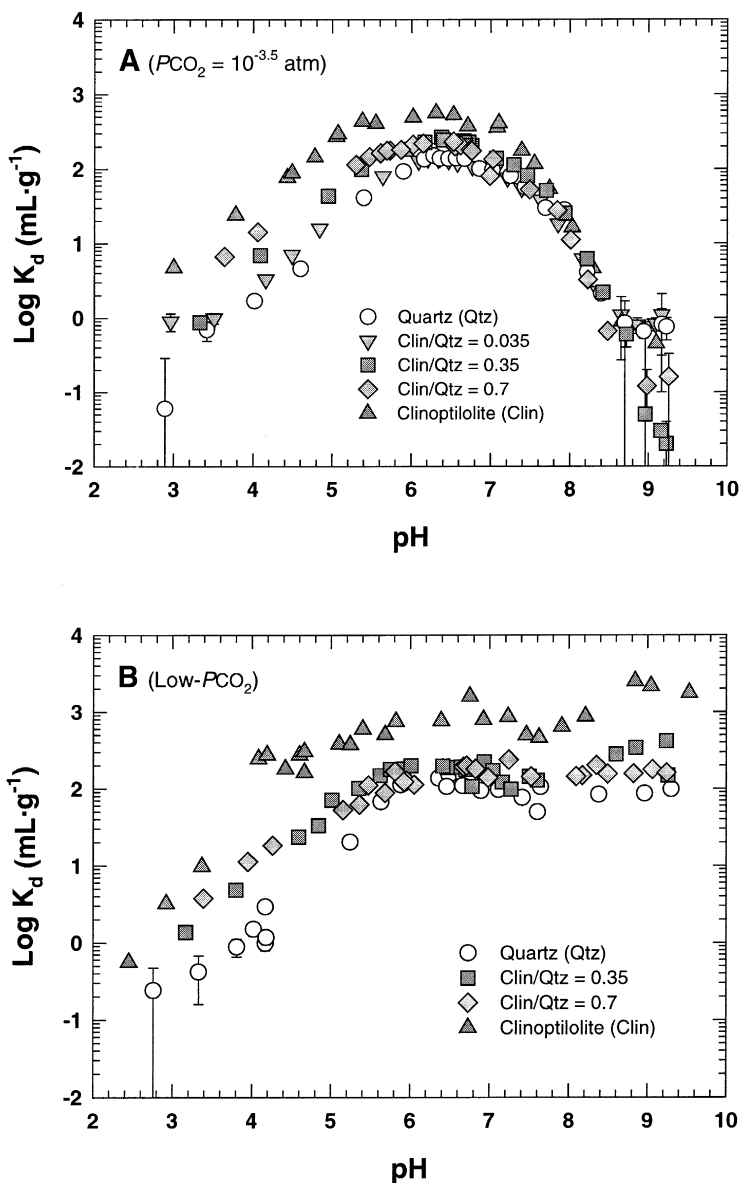 A (PCO2 = 10-3.5 atm)
4
3
2
1
0
-1
-2
Log Kd (mL·g-1)
Quartz (Qtz)
Clin/Qtz = 0.035
Clin/Qtz = 0.35
Clin/Qtz = 0.7
Clinoptilolite (Clin)
2 3 4 5 6 7 8 9 10
pH
B (Low-PCO2)
4
3
2
1
0
-1
-2
Log Kd (mL·g-1)
Quartz (Qtz)
Clin/Qtz = 0.35
Clin/Qtz = 0.7
Clinoptilolite (Clin)
2 3 4 5 6 7 8 9 10
pH